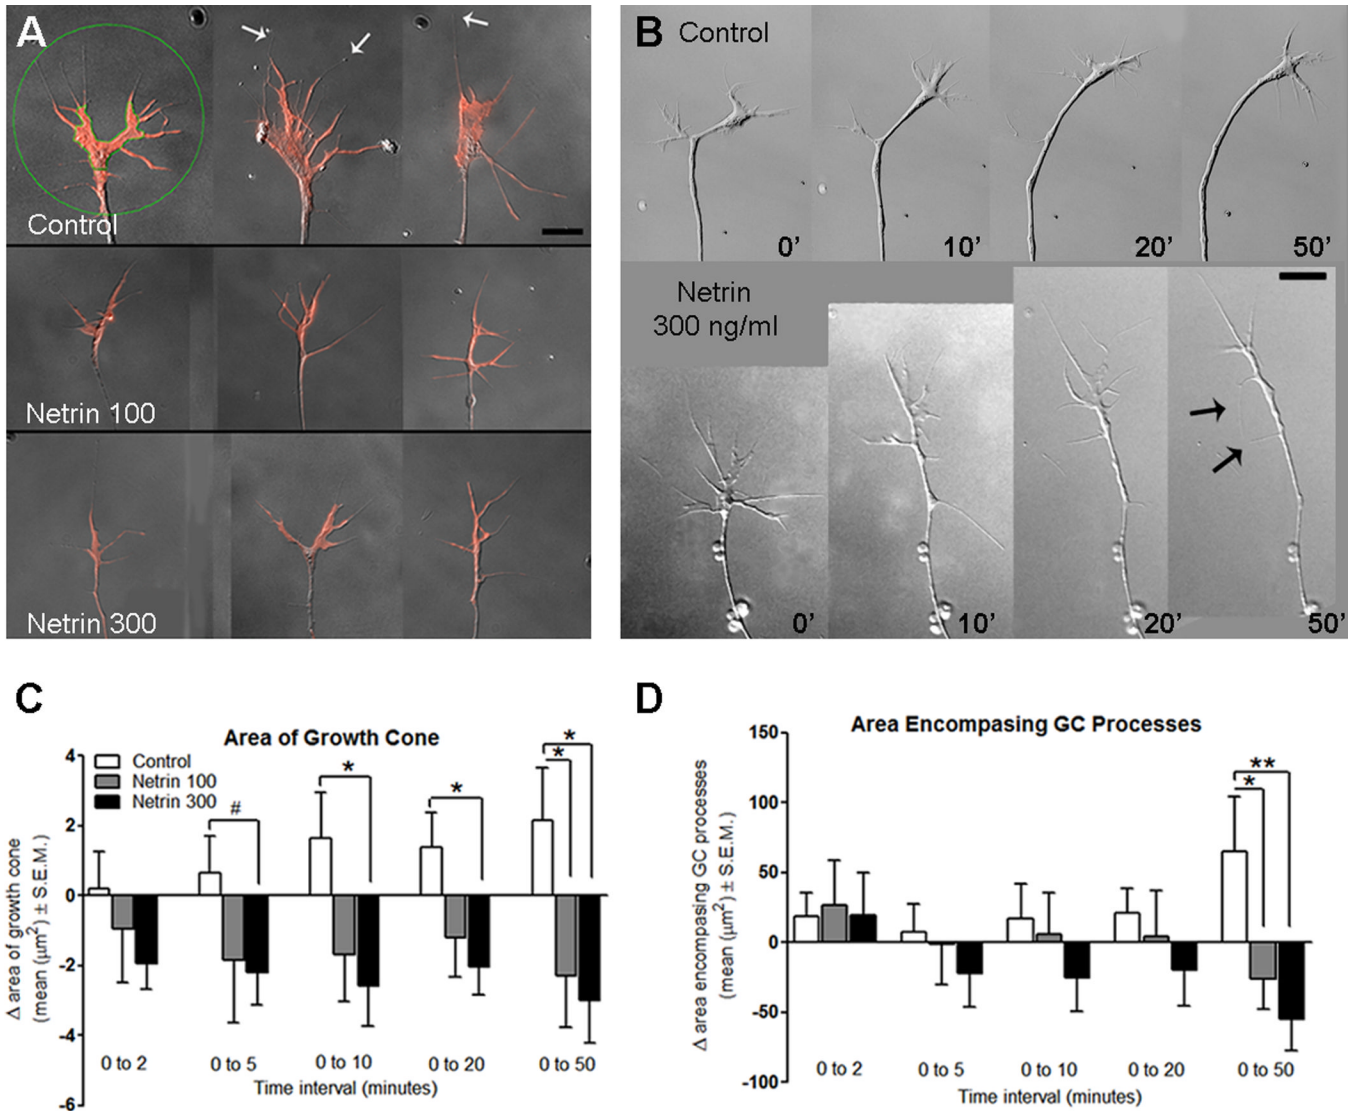 A
Control
Netrin 100
Netrin 300
B
Control
0'
10'
20'
50'
Netrin
300 ng/ml
0'
10'
20'
50'
C
Area of Growth Cone
Control
Netrin 100
Netrin 300
#
*
*
*
*
4
2
0
-2
-4
-6
Δ area of growth cone
(mean (μm²) ± S.E.M.)
0 to 2
0 to 5
0 to 10
0 to 20
0 to 50
Time interval (minutes)
D
Area Encompasing GC Processes
**
*
150
100
50
0
-50
-100
Δ area encompasing GC processes
(mean (μm²) ± S.E.M.)
0 to 2
0 to 5
0 to 10
0 to 20
0 to 50
Time interval (minutes)